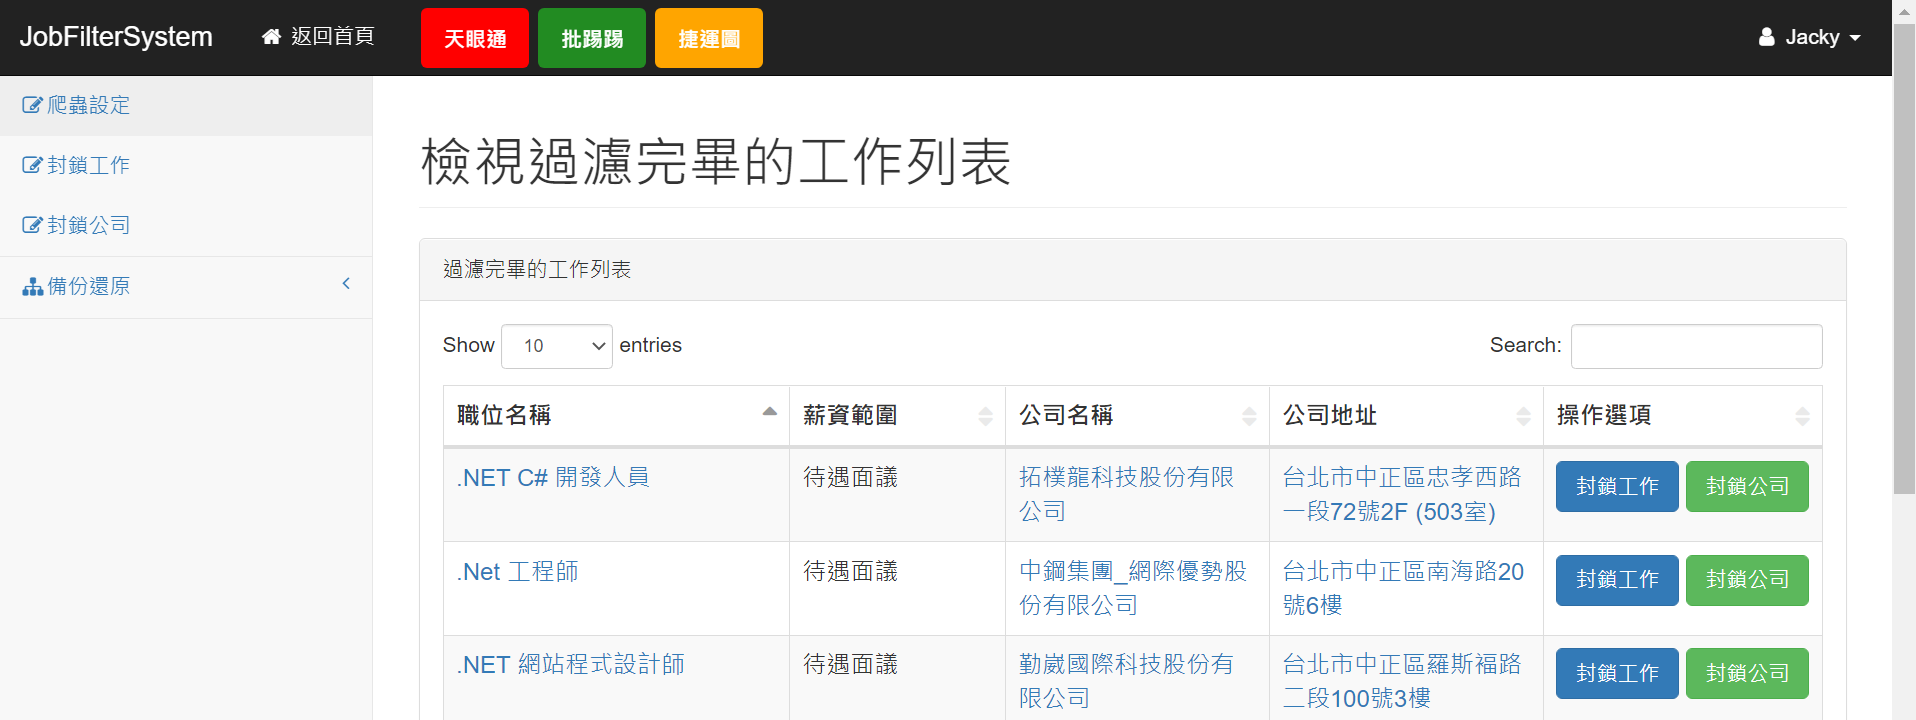 JobFilterSystem 返回首頁 天眼通 批踢踢 捷運圖 Jacky
爬蟲設定
封鎖工作
封鎖公司
備份還原
檢視過濾完畢的工作列表
過濾完畢的工作列表
Show 10 entries Search:
職位名稱 薪資範圍 公司名稱 公司地址 操作選項
.NET C# 開發人員 待遇面議 拓樸龍科技股份有限 台北市中正區忠孝西路 封鎖工作 封鎖公司
公司 一段72號2F (503室)
.Net 工程師 待遇面議 中鋼集團_網際優勢股 台北市中正區南海路20 封鎖工作 封鎖公司
份有限公司 號6樓
.NET 網站程式設計師 待遇面議 勤崴國際科技股份有 台北市中正區羅斯福路 封鎖工作 封鎖公司
限公司 二段100號3樓